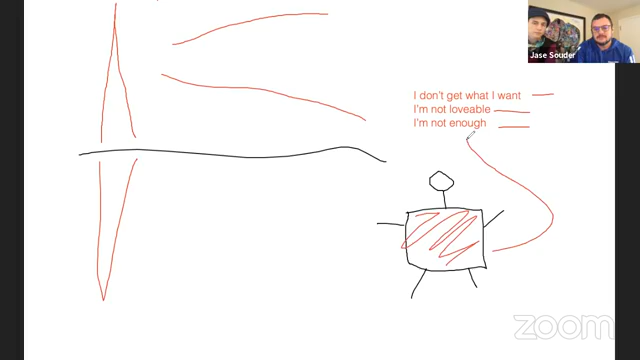 Jase Souder
I don't get what I want
I'm not loveable
I'm not enough
zoom